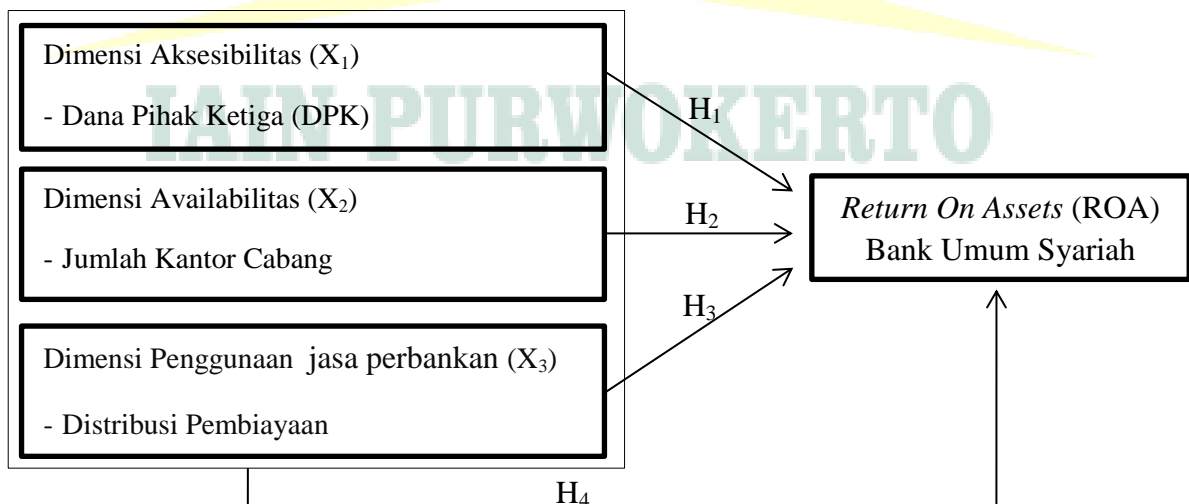 Dimensi Aksesibilitas (X₁)
- Dana Pihak Ketiga (DPK)
IAIN PURWOKERTO
H₁
Dimensi Availabilitas (X₂)
- Jumlah Kantor Cabang
H₂
Return On Assets (ROA)
Bank Umum Syariah
H₃
Dimensi Penggunaan jasa perbankan (X₃)
- Distribusi Pembiayaan
H₄